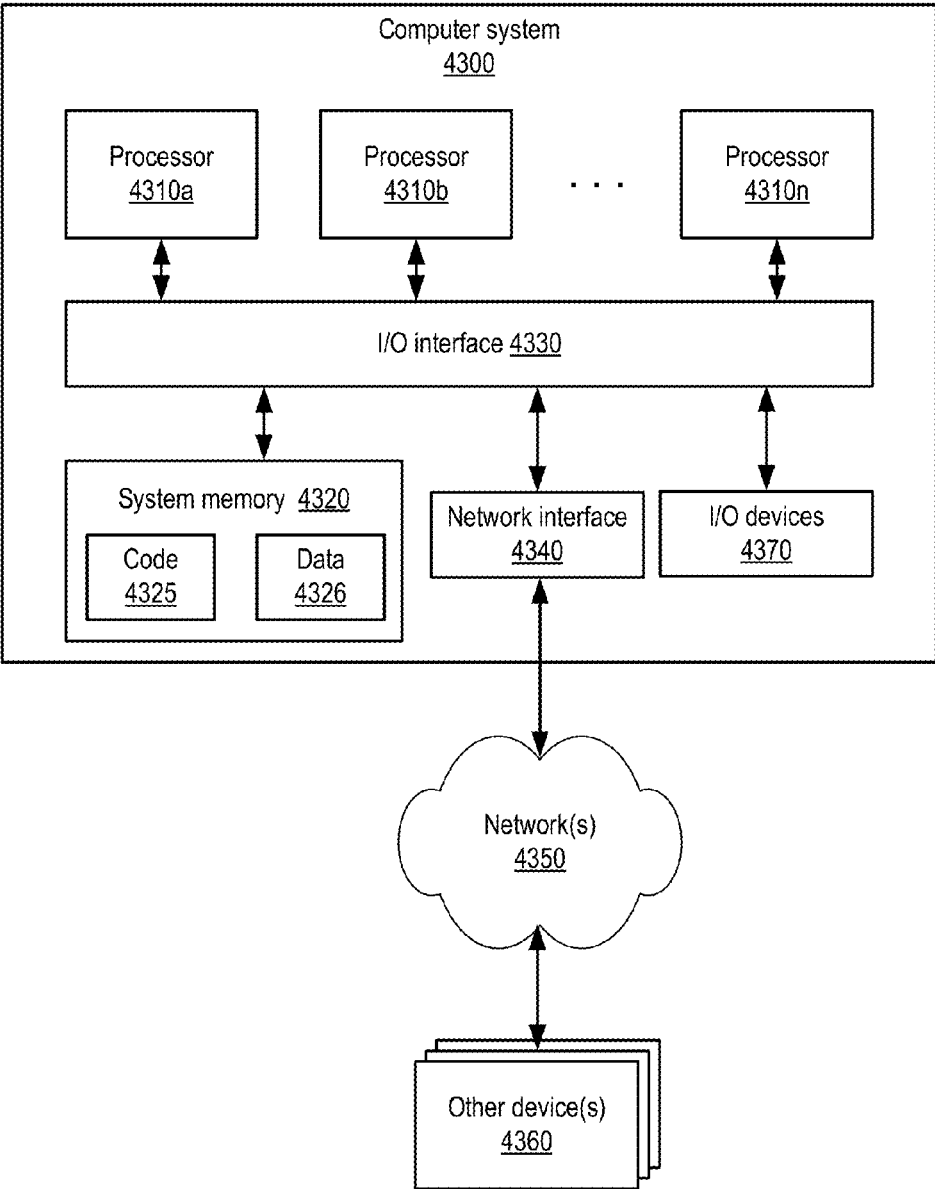 Computer system
4300
Processor
4310a
Processor
4310b
. . .
Processor
4310n
I/O interface 4330
System memory 4320
Code
4325
Data
4326
Network interface
4340
I/O devices
4370
Network(s)
4350
Other device(s)
4360